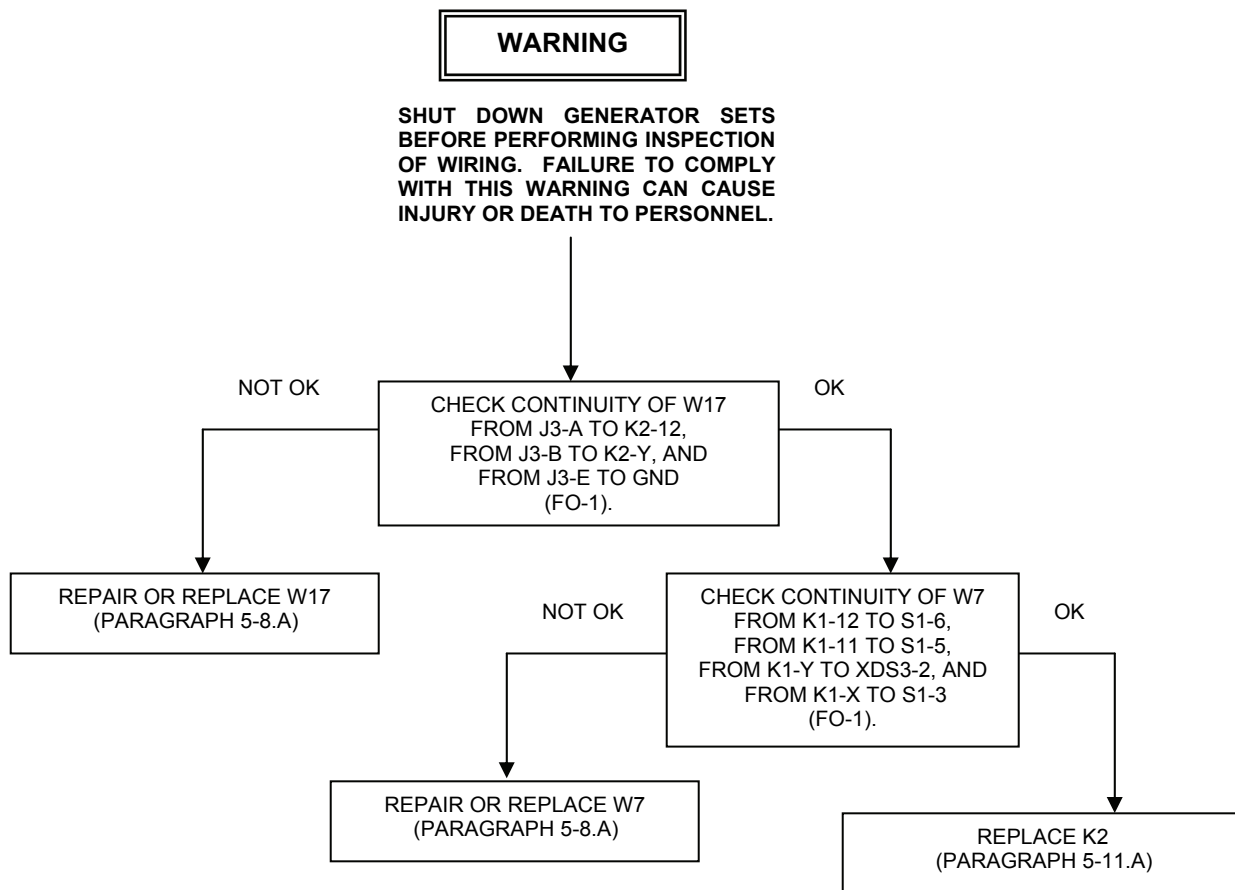 WARNING
SHUT DOWN GENERATOR SETS
BEFORE PERFORMING INSPECTION
OF WIRING. FAILURE TO COMPLY
WITH THIS WARNING CAN CAUSE
INJURY OR DEATH TO PERSONNEL.
NOT OK
OK
CHECK CONTINUITY OF W17
FROM J3-A TO K2-12,
FROM J3-B TO K2-Y, AND
FROM J3-E TO GND
(FO-1).
REPAIR OR REPLACE W17
(PARAGRAPH 5-8.A)
NOT OK
OK
CHECK CONTINUITY OF W7
FROM K1-12 TO S1-6,
FROM K1-11 TO S1-5,
FROM K1-Y TO XDS3-2, AND
FROM K1-X TO S1-3
(FO-1).
REPAIR OR REPLACE W7
(PARAGRAPH 5-8.A)
REPLACE K2
(PARAGRAPH 5-11.A)